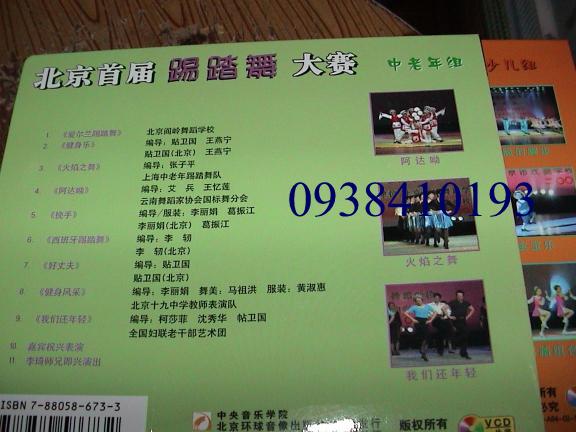 北京首届 踢踏舞 大赛 中老年组
少儿组
1. 《爱尔兰踢踏舞》 北京阎岭舞蹈学校
2. 《健身乐》 编导：贴卫国 王燕宁
贴卫国(北京) 王燕宁
3. 《火焰之舞》 编导：张子平
上海中老年踢踏舞队
4. 《阿达呦》 编导：艾 兵 王忆莲
云南舞蹈家协会国标舞分会
5. 《快手》 编导/服装：李丽娟 葛振江
李丽娟(北京) 葛振江
6. 《西班牙踢踏舞》 编导：李 轫
李 轫(北京)
7. 《好丈夫》 编导：贴卫国
贴卫国(北京)
8. 《健身风采》 编导：李丽娟 舞美：马祖洪 服装：黄淑惠
北京十九中学教师表演队
9. 《我们还年轻》 编导：柯莎菲 沈秀华 帖卫国
全国妇联老干部艺术团
10 嘉宾祝兴表演
11 李琦师兄即兴演出
阿达呦
火焰之舞
我们还年轻
0938410193
ISBN 7-88058-673-3
中央音乐学院
北京环球音像出版 发行
版权所有
VCD
所有
必究